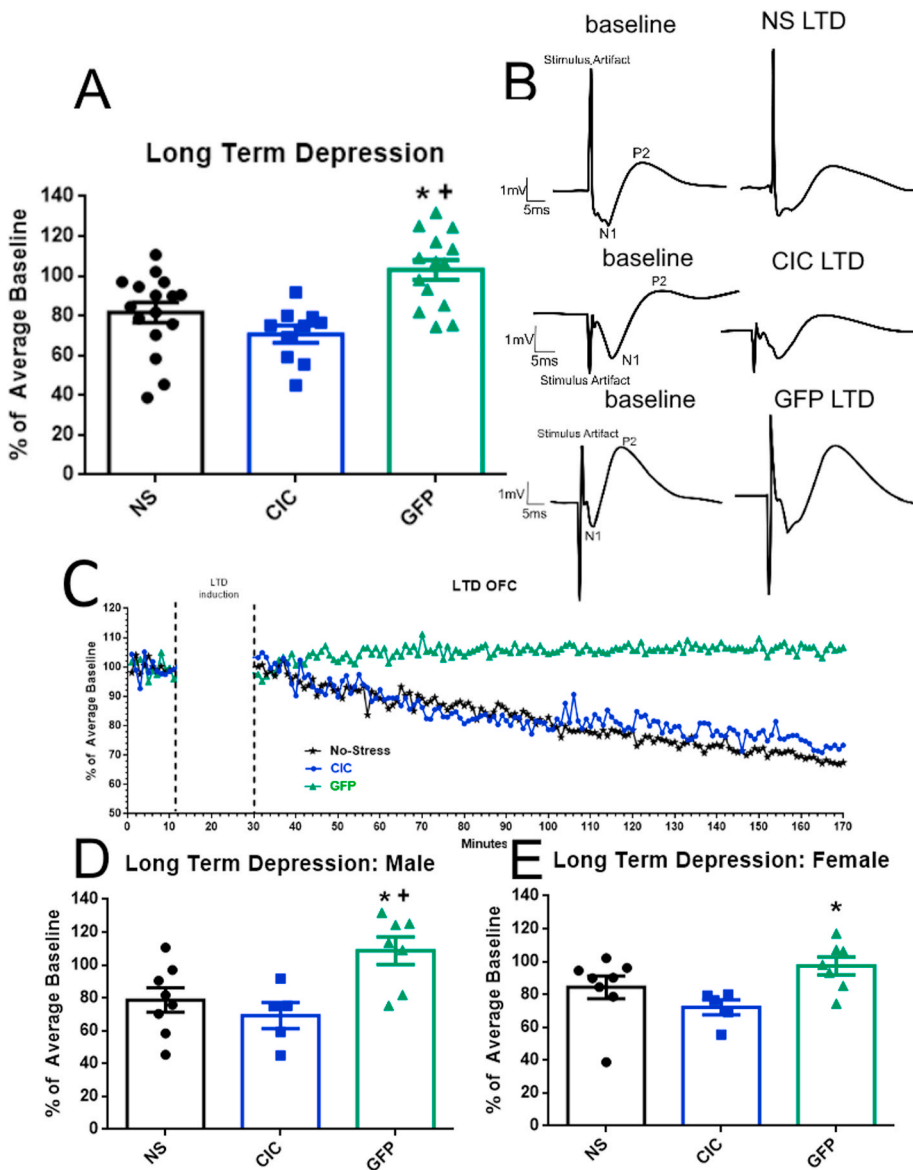 A
Long Term Depression
% of Average Baseline
140
120
100
80
60
40
20
0
* +
NS
CIC
GFP
B
baseline
NS LTD
Stimulus Artifact
P2
N1
1mV
5ms
baseline
CIC LTD
P2
N1
1mV
5ms
Stimulus Artifact
baseline
GFP LTD
Stimulus Artifact
P2
N1
1mV
5ms
C
LTD
induction
LTD OFC
% of Average Baseline
120
110
100
90
80
70
60
50
No-Stress
CIC
GFP
0 10 20 30 40 50 60 70 80 90 100 110 120 130 140 150 160 170
Minutes
D
Long Term Depression: Male
% of Average Baseline
140
120
100
80
60
40
20
0
* +
NS
CIC
GFP
E
Long Term Depression: Female
% of Average Baseline
140
120
100
80
60
40
20
0
*
NS
CIC
GFP